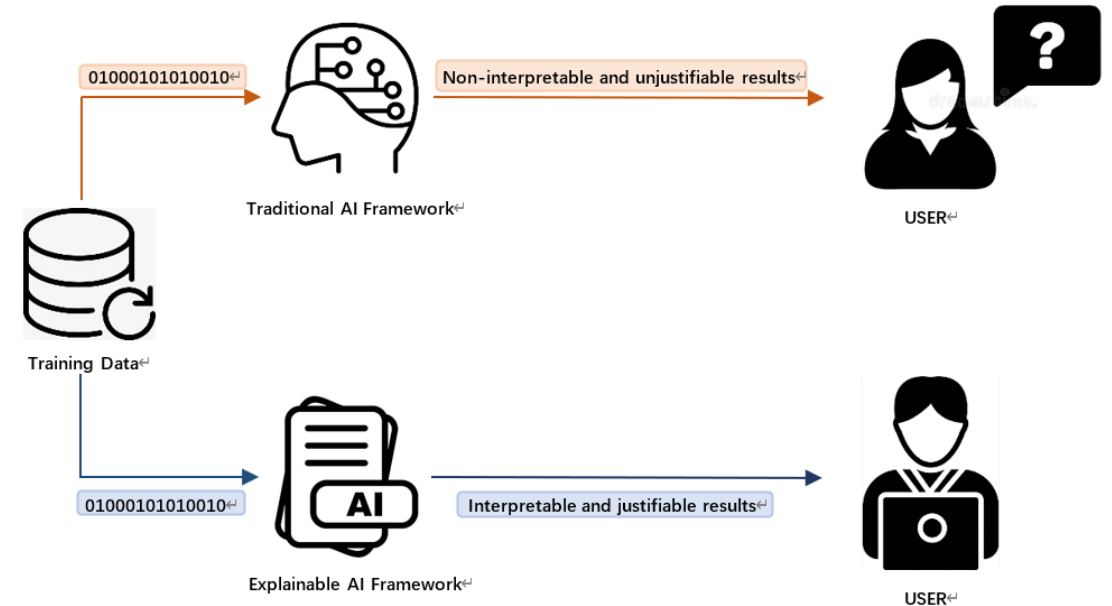 01000101010010↵
Non-interpretable and unjustifiable results↵
?
dreamstime.
Traditional AI Framework↵
USER↵
Training Data↵
AI
01000101010010↵
Interpretable and justifiable results↵
Explainable AI Framework↵
USER↵